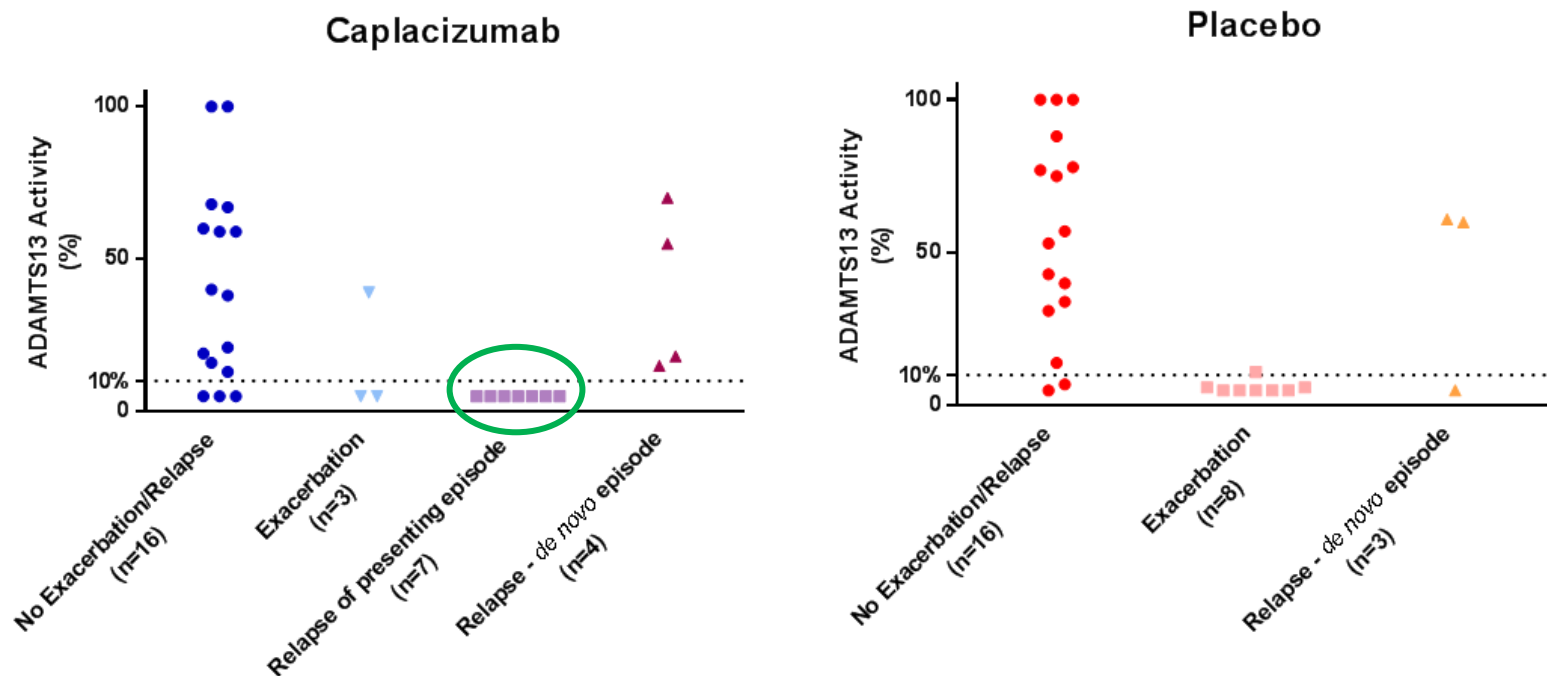 Caplacizumab
ADAMTS13 Activity
(%)
100
50
10%
0
No Exacerbation/Relapse
(n=16)
Exacerbation
(n=3)
Relapse of presenting episode
(n=7)
Relapse - de novo episode
(n=4)
Placebo
ADAMTS13 Activity
(%)
100
50
10%
0
No Exacerbation/Relapse
(n=16)
Exacerbation
(n=8)
Relapse - de novo episode
(n=3)